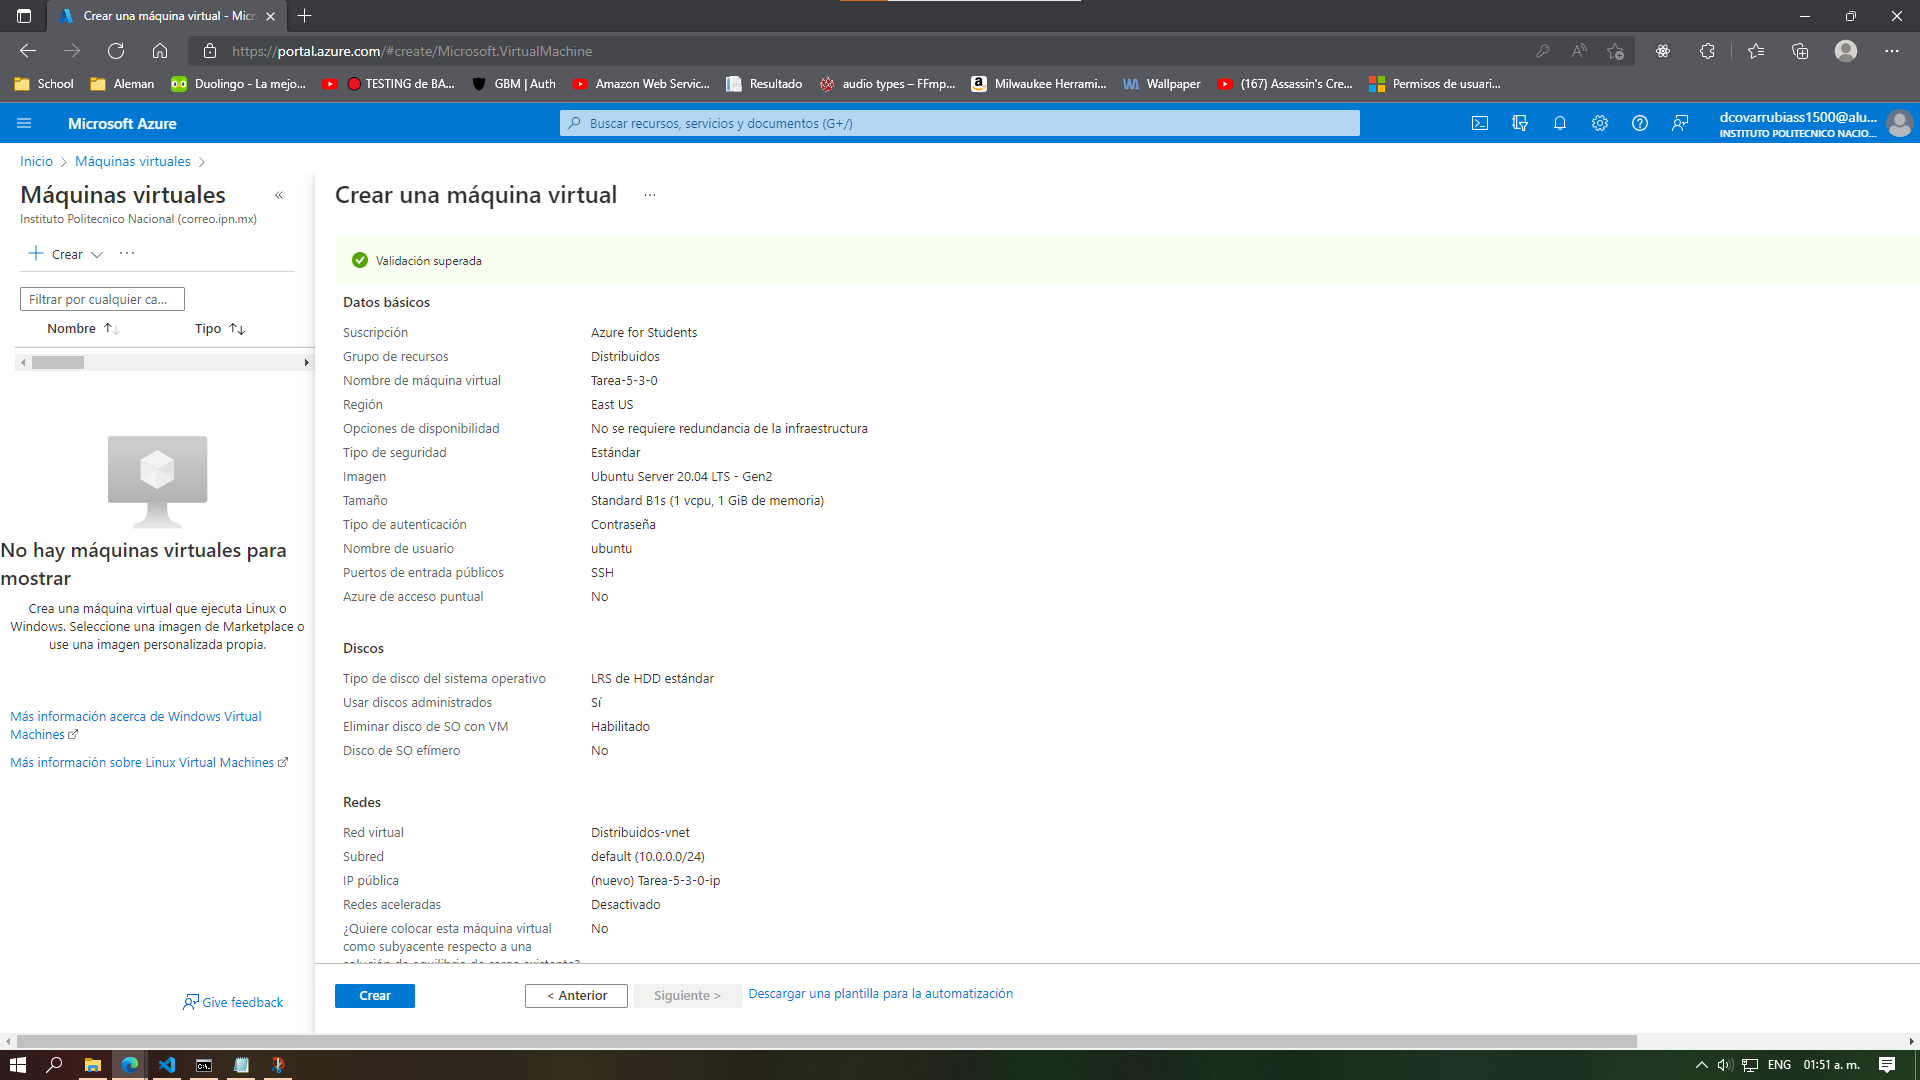 Crear una máquina virtual - Micr
https://portal.azure.com/#create/Microsoft.VirtualMachine
School
Aleman
Duolingo - La mejo...
TESTING de BA...
GBM | Auth
Amazon Web Servic...
Resultado
audio types – FFmp...
Milwaukee Herrami...
Wallpaper
(167) Assassin's Cre...
Permisos de usuari...
Microsoft Azure
Buscar recursos, servicios y documentos (G+/)
dcovarrubiass1500@alu...
INSTITUTO POLITECNICO NACIO...
Inicio > Máquinas virtuales >
Máquinas virtuales
Instituto Politecnico Nacional (correo.ipn.mx)
+ Crear ...
Filtrar por cualquier ca...
Nombre Tipo
No hay máquinas virtuales para
mostrar
Crea una máquina virtual que ejecuta Linux o
Windows. Seleccione una imagen de Marketplace o
use una imagen personalizada propia.
Más información acerca de Windows Virtual
Machines
Más información sobre Linux Virtual Machines
Give feedback
Crear una máquina virtual ...
Validación superada
Datos básicos
Suscripción Azure for Students
Grupo de recursos Distribuidos
Nombre de máquina virtual Tarea-5-3-0
Región East US
Opciones de disponibilidad No se requiere redundancia de la infraestructura
Tipo de seguridad Estándar
Imagen Ubuntu Server 20.04 LTS - Gen2
Tamaño Standard B1s (1 vcpu, 1 GiB de memoria)
Tipo de autenticación Contraseña
Nombre de usuario ubuntu
Puertos de entrada públicos SSH
Azure de acceso puntual No
Discos
Tipo de disco del sistema operativo LRS de HDD estándar
Usar discos administrados Sí
Eliminar disco de SO con VM Habilitado
Disco de SO efímero No
Redes
Red virtual Distribuidos-vnet
Subred default (10.0.0.0/24)
IP pública (nuevo) Tarea-5-3-0-ip
Redes aceleradas Desactivado
¿Quiere colocar esta máquina virtual No
como subyacente respecto a una
solución de equilibrio de carga existente?
Crear
< Anterior
Siguiente >
Descargar una plantilla para la automatización
ENG
01:51 a. m.